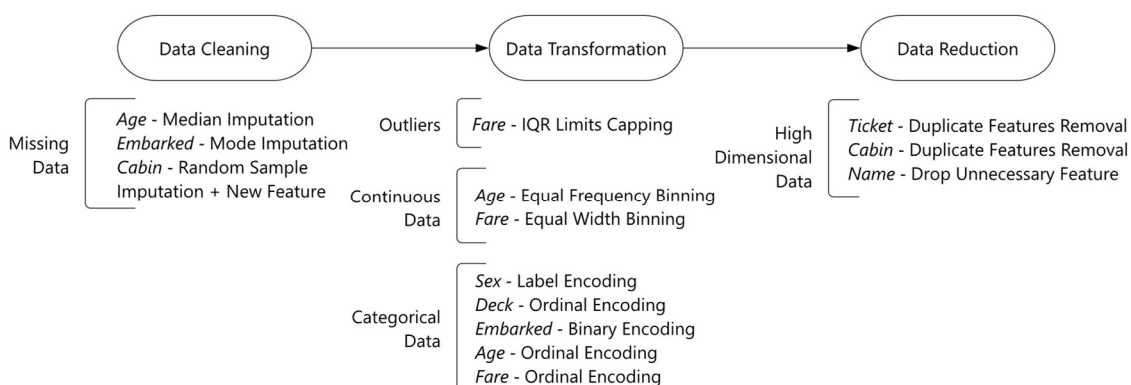 Data Cleaning
Data Transformation
Data Reduction
Missing
Data
Age - Median Imputation
Embarked - Mode Imputation
Cabin - Random Sample
Imputation + New Feature
Outliers
Fare - IQR Limits Capping
Continuous
Data
Age - Equal Frequency Binning
Fare - Equal Width Binning
Categorical
Data
Sex - Label Encoding
Deck - Ordinal Encoding
Embarked - Binary Encoding
Age - Ordinal Encoding
Fare - Ordinal Encoding
High
Dimensional
Data
Ticket - Duplicate Features Removal
Cabin - Duplicate Features Removal
Name - Drop Unnecessary Feature